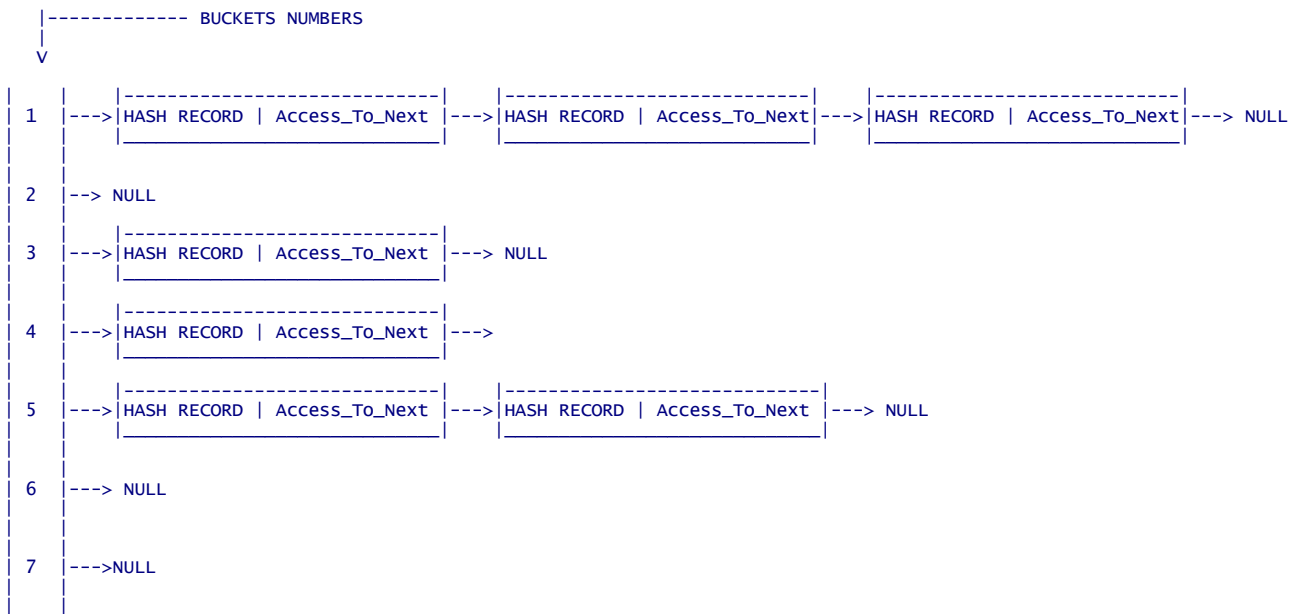 |------------- BUCKETS NUMBERS
|
V
| 1 |--->|HASH RECORD | Access_To_Next |--->|HASH RECORD | Access_To_Next|--->|HASH RECORD | Access_To_Next|---> NULL
| 2 |--> NULL
| 3 |--->|HASH RECORD | Access_To_Next |---> NULL
| 4 |--->|HASH RECORD | Access_To_Next |--->
| 5 |--->|HASH RECORD | Access_To_Next |--->|HASH RECORD | Access_To_Next |---> NULL
| 6 |---> NULL
| 7 |--->NULL